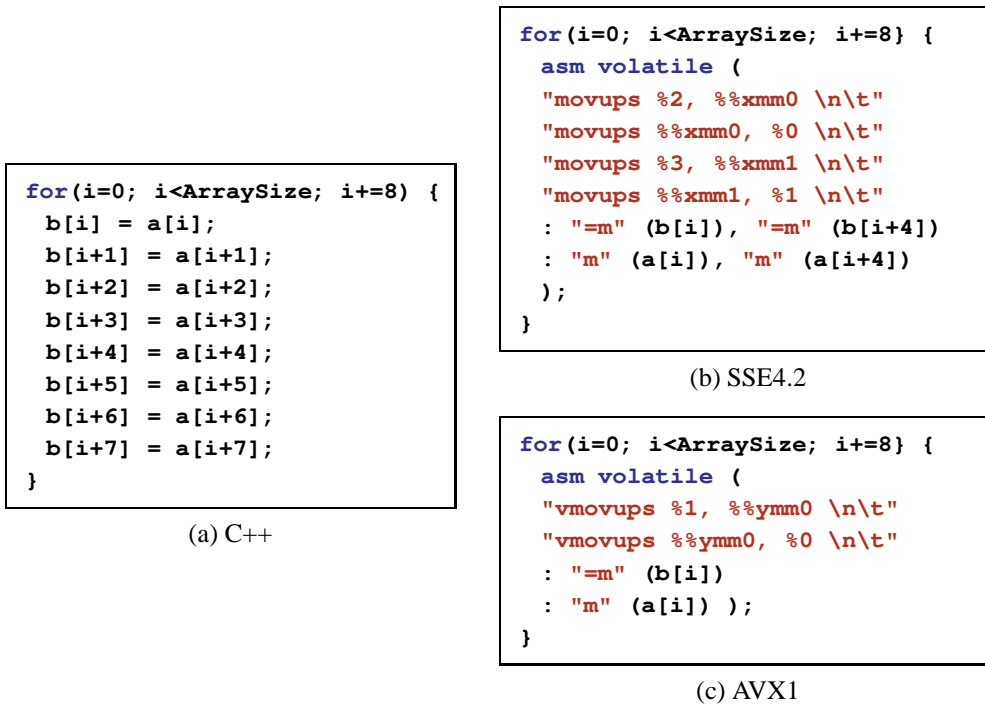 for(i=0; i<ArraySize; i+=8) {
b[i] = a[i];
b[i+1] = a[i+1];
b[i+2] = a[i+2];
b[i+3] = a[i+3];
b[i+4] = a[i+4];
b[i+5] = a[i+5];
b[i+6] = a[i+6];
b[i+7] = a[i+7];
}
(a) C++
for(i=0; i<ArraySize; i+=8} {
asm volatile (
"movups %2, %%xmm0 \n\t"
"movups %%xmm0, %0 \n\t"
"movups %3, %%xmm1 \n\t"
"movups %%xmm1, %1 \n\t"
: "=m" (b[i]), "=m" (b[i+4])
: "m" (a[i]), "m" (a[i+4])
);
}
(b) SSE4.2
for(i=0; i<ArraySize; i+=8} {
asm volatile (
"vmovups %1, %%ymm0 \n\t"
"vmovups %%ymm0, %0 \n\t"
: "=m" (b[i])
: "m" (a[i]) );
}
(c) AVX1